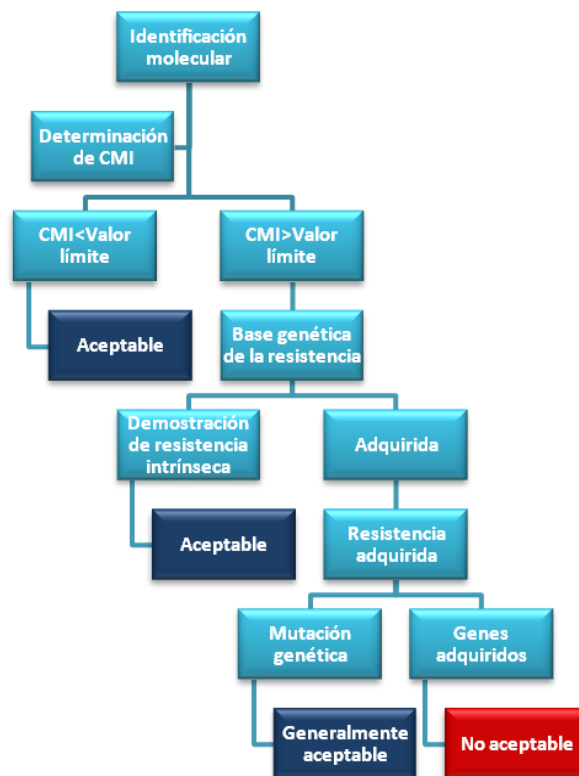 Identificación
molecular
Determinación
de CMI
CMI<Valor
límite
CMI>Valor
límite
Aceptable
Base genética
de la resistencia
Demostración
de resistencia
intrínseca
Adquirida
Aceptable
Resistencia
adquirida
Mutación
genética
Genes
adquiridos
Generalmente
aceptable
No aceptable